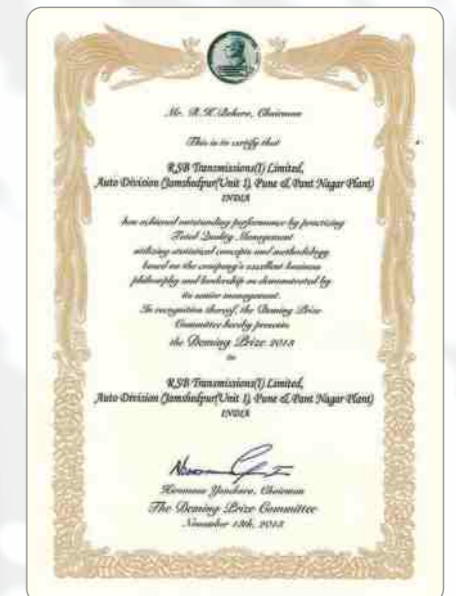 Mr. R.K. Behera, Chairman
This is to certify that
RSB Transmissions(I) Limited,
Auto Division (Jamshedpur(Unit I), Pune & Pant Nagar Plant)
INDIA
has achieved outstanding performance by practicing
Total Quality Management
utilizing statistical concepts and methodology
based on the company's excellent business
philosophy and leadership as demonstrated by
its senior management.
In recognition thereof, the Deming Prize
Committee hereby presents
the Deming Prize 2013
to
RSB Transmissions(I) Limited,
Auto Division (Jamshedpur(Unit I), Pune & Pant Nagar Plant)
INDIA
Chairman
The Deming Prize Committee
November 13th, 2013